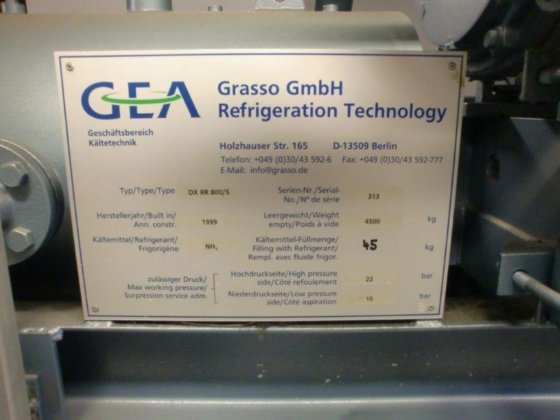 GEA
Geschäftsbereich
Kältetechnik
Grasso GmbH
Refrigeration Technology
Holzhauser Str. 165 D-13509 Berlin
Telefon: +049 (0)30/43 592-6 Fax: +049 (0)30/43 592-777
E-Mail: info@grasso.de
Typ/Type/Type DX RR 800/S
Serien-Nr./Serial-
No./N° de série 313
Herstellerjahr/Built in/
Ann. constr. 1999
Leergewicht/Weight
empty/Poids à vide 4500 kg
Kältemittel/Refrigerant/
Frigorigène NH₃
Kältemittel-Füllmenge/
Filling with Refrigerant/
Rempl. avec fluide frigor. 45 kg
zulässiger Druck/
Max working pressure/
Surpression service adm.
Hochdruckseite/High pressure
side/Côté refoulement 22 bar
Niederdruckseite/Low pressure
side/Côté aspiration 16 bar